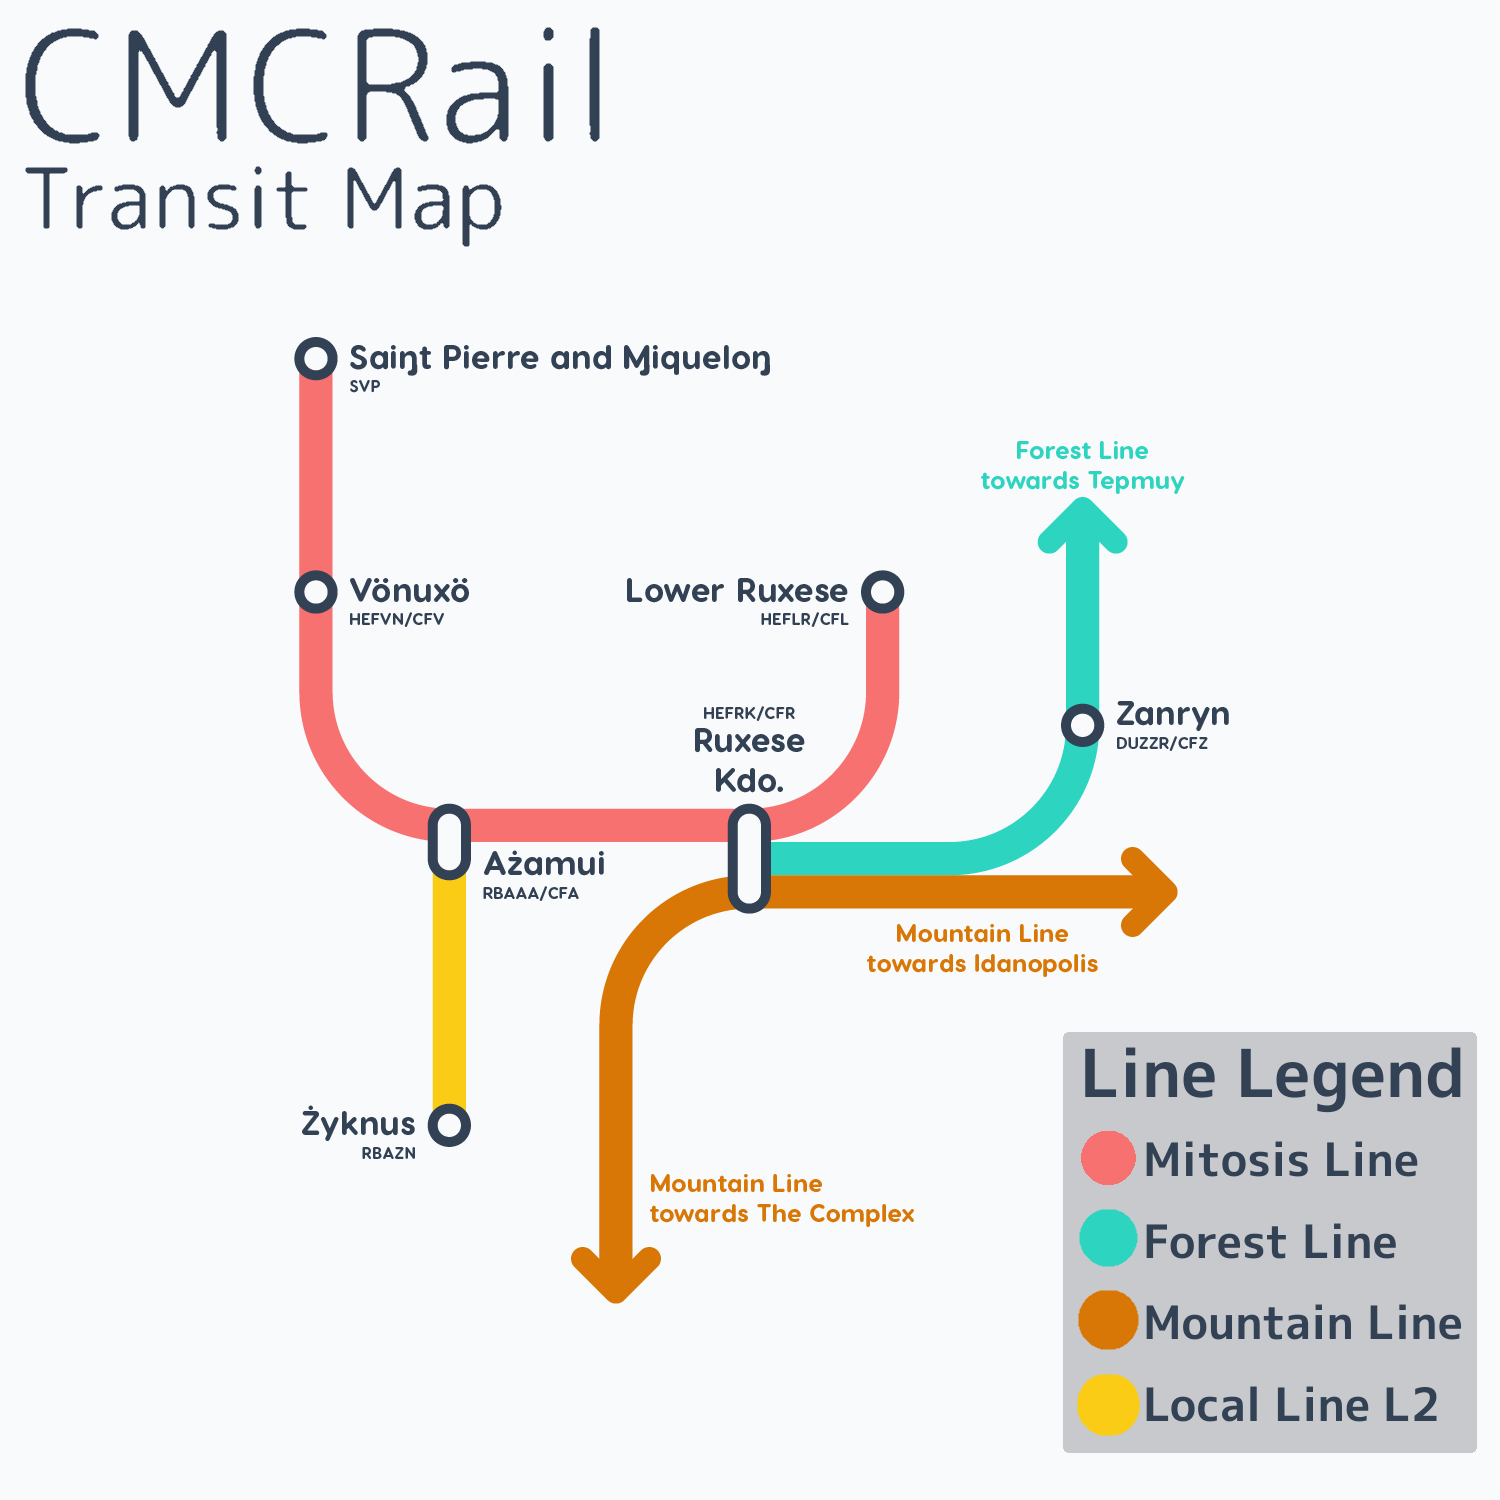 CMCRail
Transit Map
Saiŋt Pierre and Ɱiqueloŋ
SVP
Forest Line
towards Tepmuy
Vönuxö
HEFVN/CFV
Lower Ruxese
HEFLR/CFL
HEFRK/CFR
Ruxese
Kdo.
Zanryn
DUZZR/CFZ
Ażamui
RBAAA/CFA
Mountain Line
towards Idanopolis
Żyknus
RBAZN
Mountain Line
towards The Complex
Line Legend
Mitosis Line
Forest Line
Mountain Line
Local Line L2